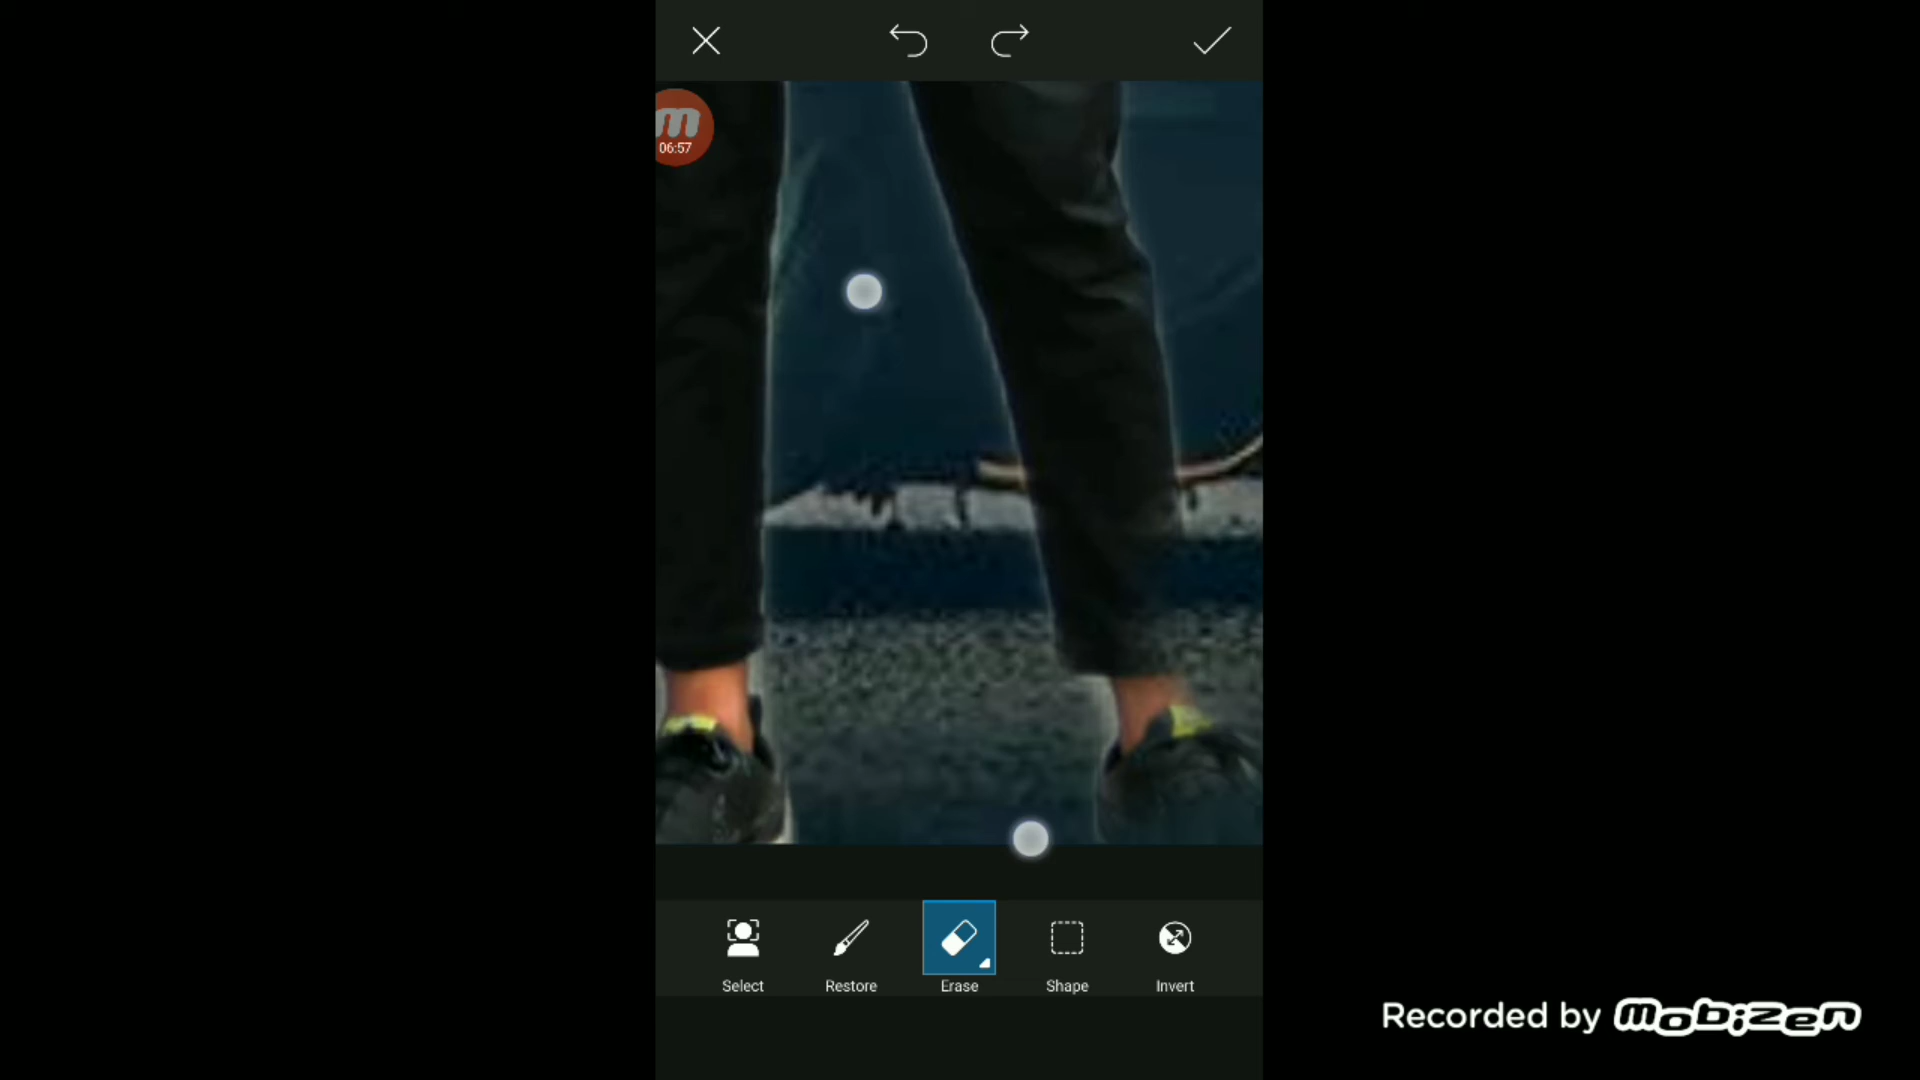 m
06:57
Select
Restore
Erase
Shape
Invert
Recorded by mobizen